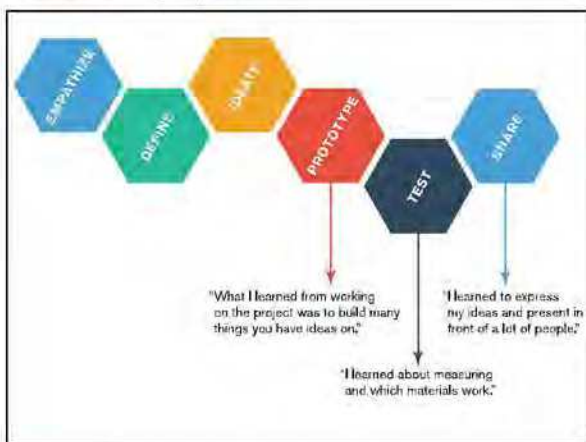 EMPATHIZE
DEFINE
IDEATE
PROTOTYPE
TEST
SHARE
"What I learned from working
on the project was to build many
things you have ideas on."
"I learned to express
my ideas and present in
front of a lot of people."
"I learned about measuring
and which materials work."